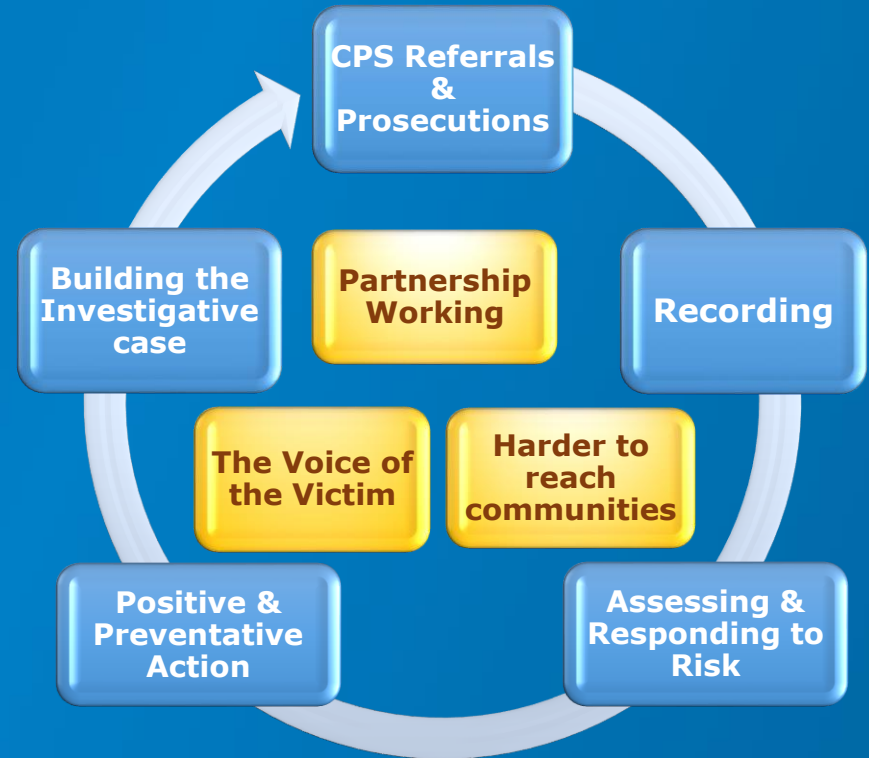 CPS Referrals
&
Prosecutions
Building the
Investigative
case
Partnership
Working
Recording
The Voice of
the Victim
Harder to
reach
communities
Positive &
Preventative
Action
Assessing &
Responding to
Risk